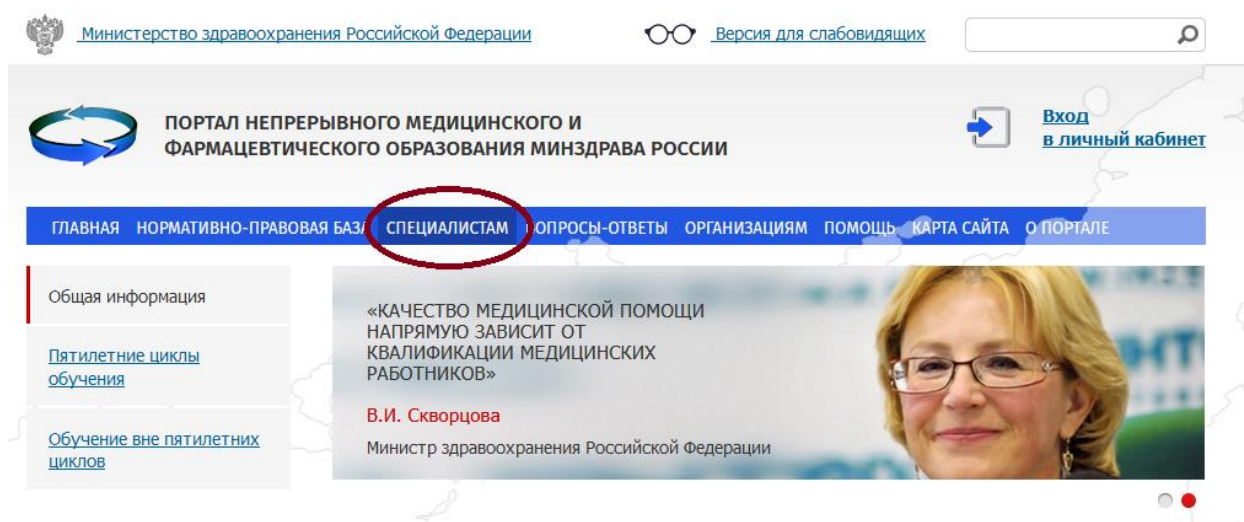 Министерство здравоохранения Российской Федерации
Версия для слабовидящих
ПОРТАЛ НЕПРЕРЫВНОГО МЕДИЦИНСКОГО И
ФАРМАЦЕВТИЧЕСКОГО ОБРАЗОВАНИЯ МИНЗДРАВА РОССИИ
Вход
в личный кабинет
ГЛАВНАЯ НОРМАТИВНО-ПРАВОВАЯ БАЗА СПЕЦИАЛИСТАМ ВОПРОСЫ-ОТВЕТЫ ОРГАНИЗАЦИЯМ ПОМОЩЬ КАРТА САЙТА О ПОРТАЛЕ
Общая информация
Пятилетние циклы
обучения
Обучение вне пятилетних
циклов
«КАЧЕСТВО МЕДИЦИНСКОЙ ПОМОЩИ
НАПРЯМУЮ ЗАВИСИТ ОТ
КВАЛИФИКАЦИИ МЕДИЦИНСКИХ
РАБОТНИКОВ»
В.И. Скворцова
Министр здравоохранения Российской Федерации